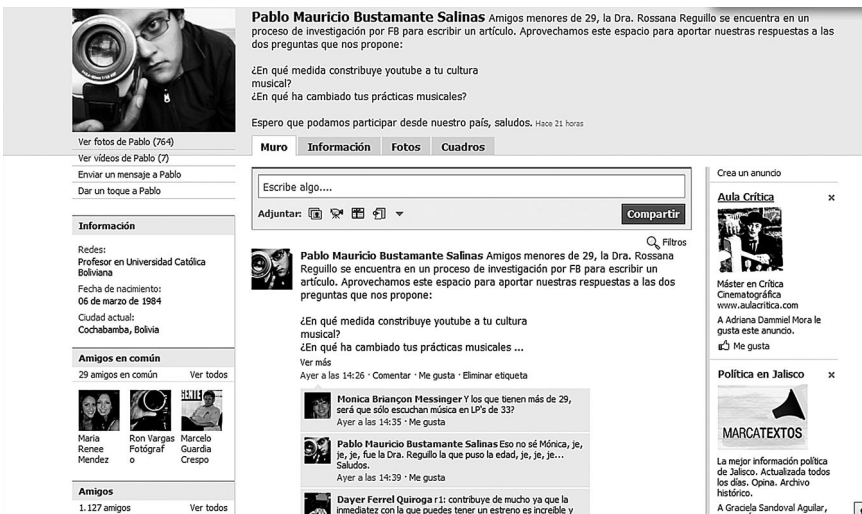 Pablo Mauricio Bustamante Salinas Amigos menores de 29, la Dra. Rossana Reguillo se encuentra en un
proceso de investigación por FB para escribir un artículo. Aprovechamos este espacio para aportar nuestras respuestas a las
dos preguntas que nos propone:
¿En qué medida constribuye youtube a tu cultura
musical?
¿En qué ha cambiado tus prácticas musicales?
Espero que podamos participar desde nuestro país, saludos. Hace 21 horas
Ver fotos de Pablo (764)
Ver vídeos de Pablo (7)
Enviar un mensaje a Pablo
Dar un toque a Pablo
Información
Redes:
Profesor en Universidad Católica
Boliviana
Fecha de nacimiento:
06 de marzo de 1984
Ciudad actual:
Cochabamba, Bolivia
Amigos en común
29 amigos en común Ver todos
Maria
Renee
Mendez
Ron Vargas
Fotógraf
o
Marcelo
Guardia
Crespo
Amigos
1.127 amigos Ver todos
Muro Información Fotos Cuadros
Escribe algo....
Adjuntar: Compartir
Filtros
Pablo Mauricio Bustamante Salinas Amigos menores de 29, la Dra. Rossana
Reguillo se encuentra en un proceso de investigación por FB para escribir un
artículo. Aprovechamos este espacio para aportar nuestras respuestas a las dos
preguntas que nos propone:
¿En qué medida constribuye youtube a tu cultura
musical?
¿En qué ha cambiado tus prácticas musicales ...
Ver más
Ayer a las 14:26 · Comentar · Me gusta · Eliminar etiqueta
Monica Briançon Messinger Y los que tienen más de 29,
será que sólo escuchan música en LP's de 33?
Ayer a las 14:35 · Me gusta
Pablo Mauricio Bustamante Salinas Eso no sé Mónica, je,
je, je, fue la Dra. Reguillo la que puso la edad, je, je, je...
Saludos.
Ayer a las 14:39 · Me gusta
Dayer Ferrel Quiroga r1: contribuye de mucho ya que la
inmediatez con la que puedes tener un estreno es increible y
Crea un anuncio
Aula Crítica x
Máster en Crítica
Cinematográfica
www.aulacritica.com
A Adriana Dammiel Mora le
gusta este anuncio.
Me gusta
Política en Jalisco x
MARCATEXTOS
La mejor información política
de Jalisco. Actualizada todos
los días. Opina. Archivo
histórico.
A Graciela Sandoval Aguilar,